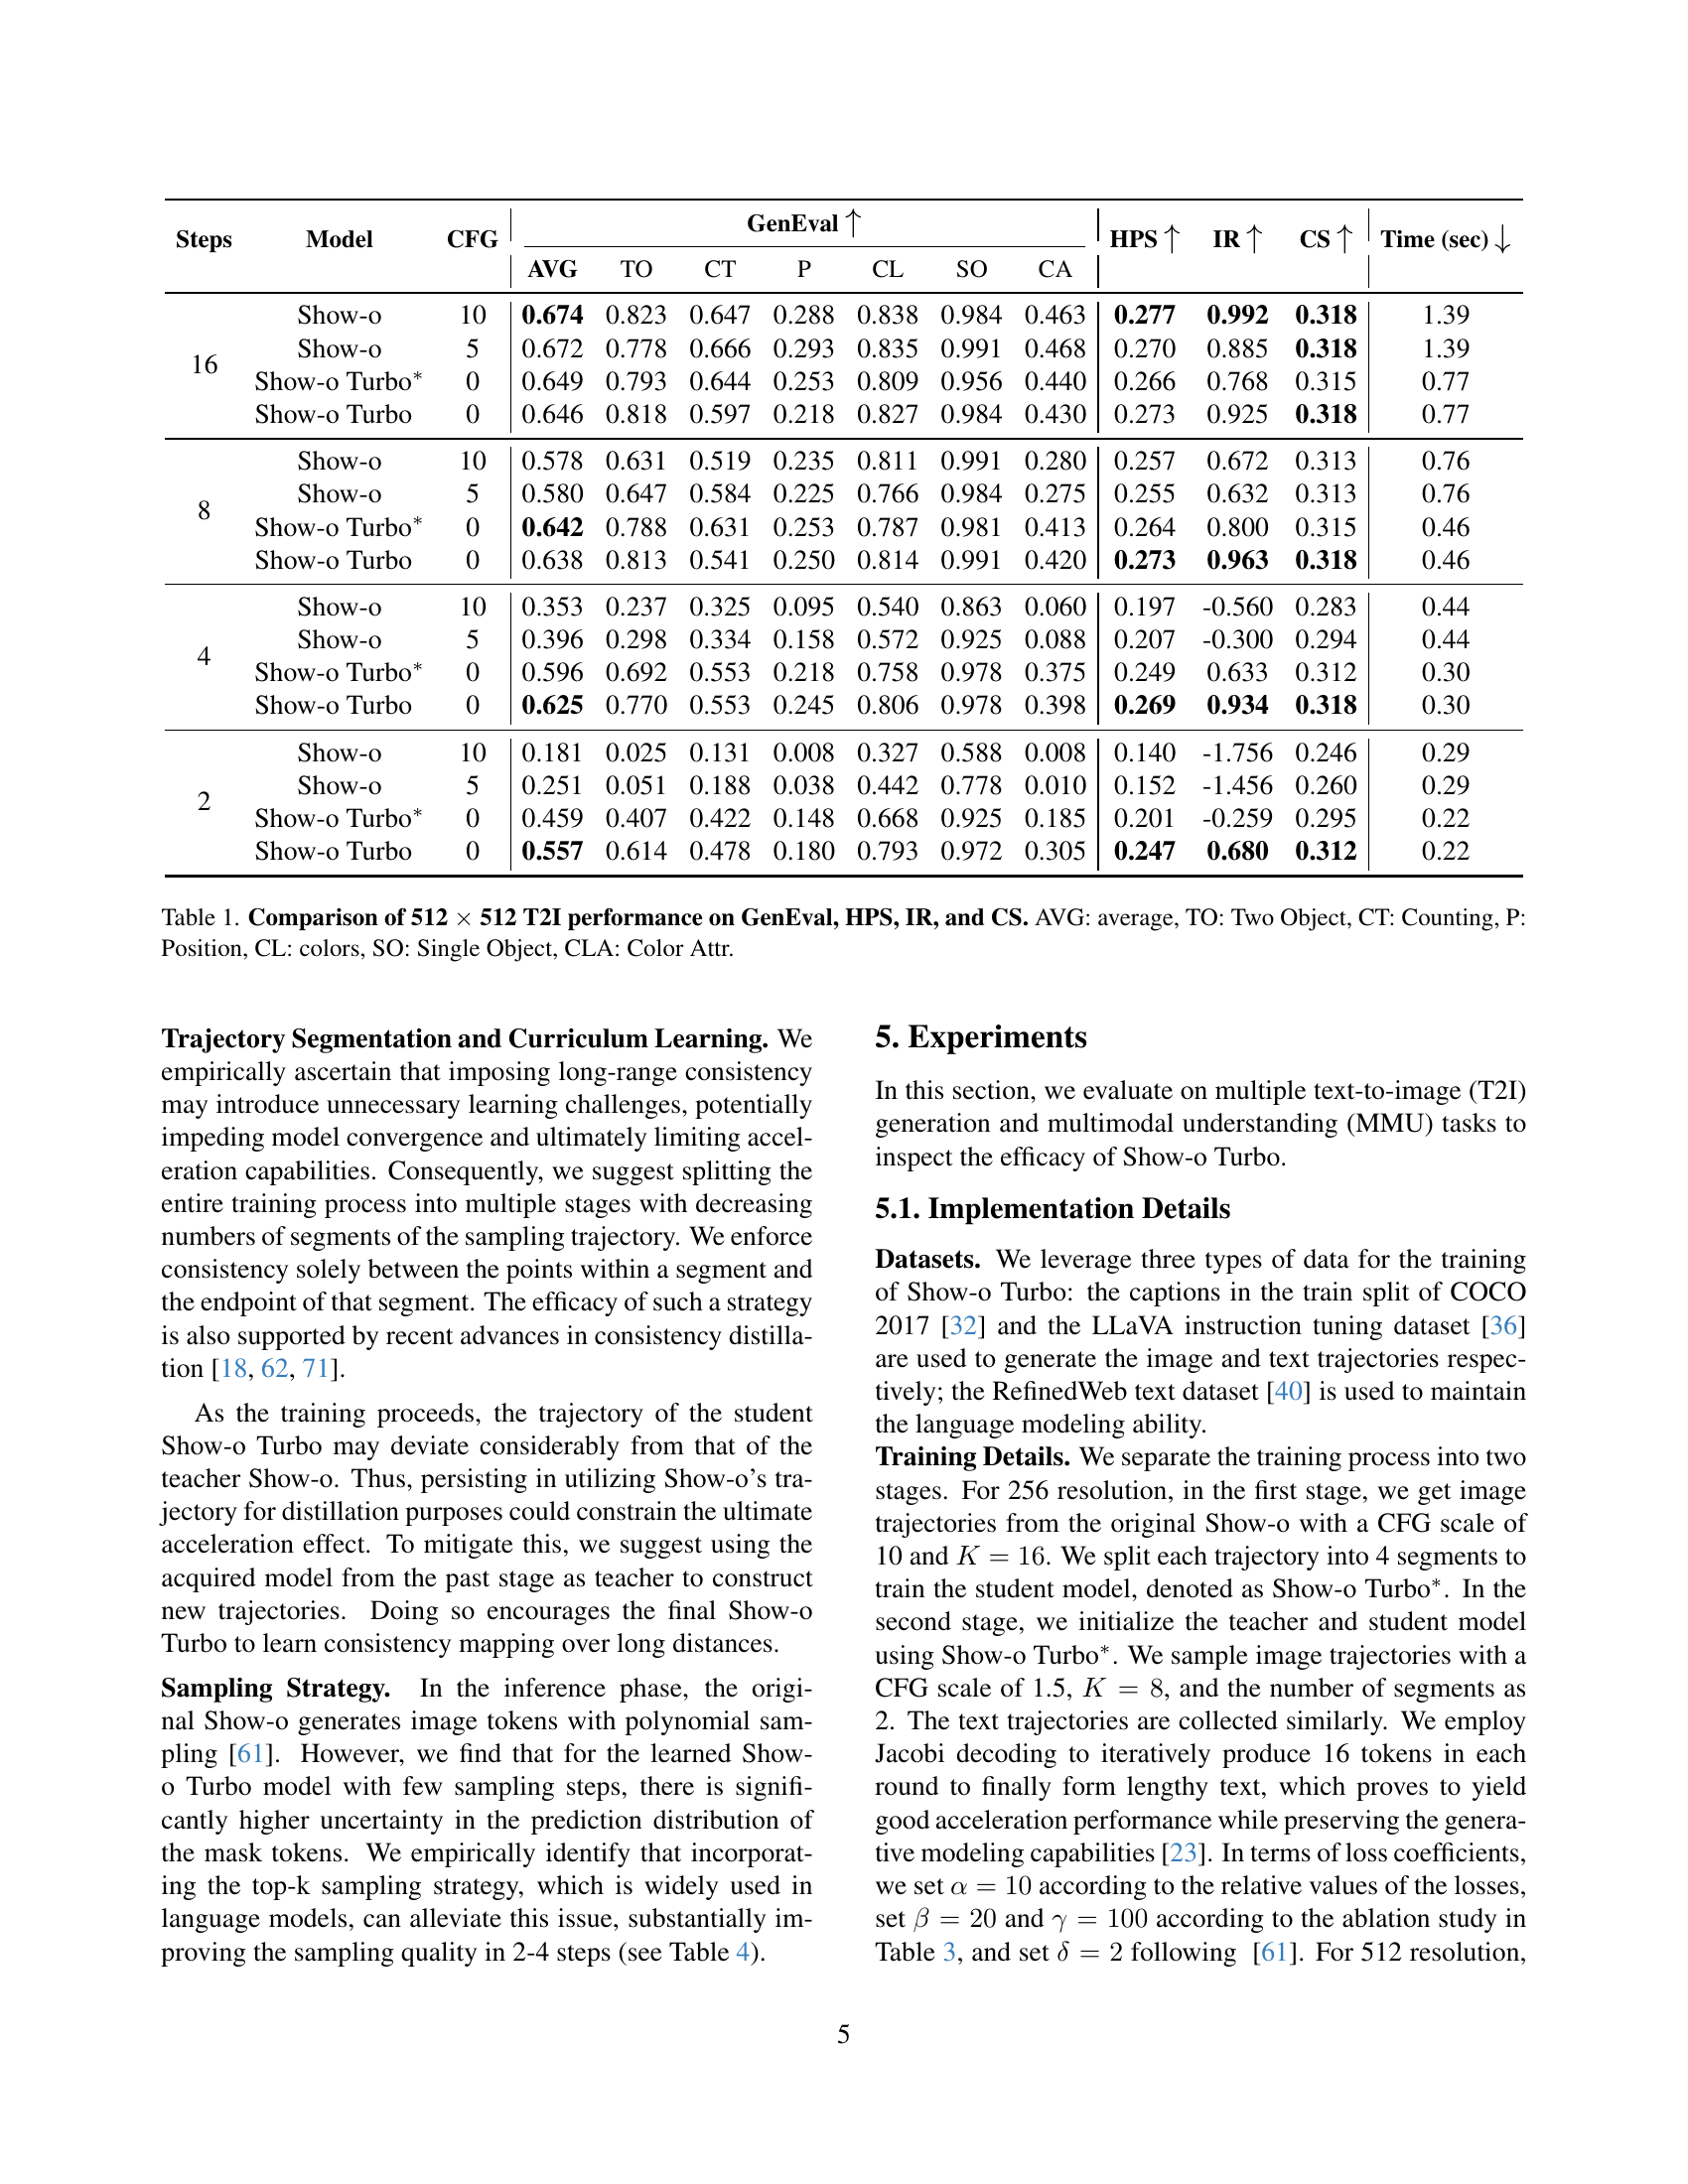 Steps Model CFG GenEval ↑ HPS ↑ IR ↑ CS ↑ Time (sec) ↓
AVG TO CT P CL SO CA
16
Show-o 10 0.674 0.823 0.647 0.288 0.838 0.984 0.463 0.277 0.992 0.318 1.39
Show-o 5 0.672 0.778 0.666 0.293 0.835 0.991 0.468 0.270 0.885 0.318 1.39
Show-o Turbo* 0 0.649 0.793 0.644 0.253 0.809 0.956 0.440 0.266 0.768 0.315 0.77
Show-o Turbo 0 0.646 0.818 0.597 0.218 0.827 0.984 0.430 0.273 0.925 0.318 0.77
8
Show-o 10 0.578 0.631 0.519 0.235 0.811 0.991 0.280 0.257 0.672 0.313 0.76
Show-o 5 0.580 0.647 0.584 0.225 0.766 0.984 0.275 0.255 0.632 0.313 0.76
Show-o Turbo* 0 0.642 0.788 0.631 0.253 0.787 0.981 0.413 0.264 0.800 0.315 0.46
Show-o Turbo 0 0.638 0.813 0.541 0.250 0.814 0.991 0.420 0.273 0.963 0.318 0.46
4
Show-o 10 0.353 0.237 0.325 0.095 0.540 0.863 0.060 0.197 -0.560 0.283 0.44
Show-o 5 0.396 0.298 0.334 0.158 0.572 0.925 0.088 0.207 -0.300 0.294 0.44
Show-o Turbo* 0 0.596 0.692 0.553 0.218 0.758 0.978 0.375 0.249 0.633 0.312 0.30
Show-o Turbo 0 0.625 0.770 0.553 0.245 0.806 0.978 0.398 0.269 0.934 0.318 0.30
2
Show-o 10 0.181 0.025 0.131 0.008 0.327 0.588 0.008 0.140 -1.756 0.246 0.29
Show-o 5 0.251 0.051 0.188 0.038 0.442 0.778 0.010 0.152 -1.456 0.260 0.29
Show-o Turbo* 0 0.459 0.407 0.422 0.148 0.668 0.925 0.185 0.201 -0.259 0.295 0.22
Show-o Turbo 0 0.557 0.614 0.478 0.180 0.793 0.972 0.305 0.247 0.680 0.312 0.22
Table 1. Comparison of 512 × 512 T2I performance on GenEval, HPS, IR, and CS. AVG: average, TO: Two Object, CT: Counting, P:
Position, CL: colors, SO: Single Object, CLA: Color Attr.
Trajectory Segmentation and Curriculum Learning. We
empirically ascertain that imposing long-range consistency
may introduce unnecessary learning challenges, potentially
impeding model convergence and ultimately limiting accel-
eration capabilities. Consequently, we suggest splitting the
entire training process into multiple stages with decreasing
numbers of segments of the sampling trajectory. We enforce
consistency solely between the points within a segment and
the endpoint of that segment. The efficacy of such a strategy
is also supported by recent advances in consistency distilla-
tion [18, 62, 71].
As the training proceeds, the trajectory of the student
Show-o Turbo may deviate considerably from that of the
teacher Show-o. Thus, persisting in utilizing Show-o's tra-
jectory for distillation purposes could constrain the ultimate
acceleration effect. To mitigate this, we suggest using the
acquired model from the past stage as teacher to construct
new trajectories. Doing so encourages the final Show-o
Turbo to learn consistency mapping over long distances.
Sampling Strategy. In the inference phase, the origi-
nal Show-o generates image tokens with polynomial sam-
pling [61]. However, we find that for the learned Show-
o Turbo model with few sampling steps, there is signifi-
cantly higher uncertainty in the prediction distribution of
the mask tokens. We empirically identify that incorporat-
ing the top-k sampling strategy, which is widely used in
language models, can alleviate this issue, substantially im-
proving the sampling quality in 2-4 steps (see Table 4).
5. Experiments
In this section, we evaluate on multiple text-to-image (T2I)
generation and multimodal understanding (MMU) tasks to
inspect the efficacy of Show-o Turbo.
5.1. Implementation Details
Datasets. We leverage three types of data for the training
of Show-o Turbo: the captions in the train split of COCO
2017 [32] and the LLaVA instruction tuning dataset [36]
are used to generate the image and text trajectories respec-
tively; the RefinedWeb text dataset [40] is used to maintain
the language modeling ability.
Training Details. We separate the training process into two
stages. For 256 resolution, in the first stage, we get image
trajectories from the original Show-o with a CFG scale of
10 and K = 16. We split each trajectory into 4 segments to
train the student model, denoted as Show-o Turbo*. In the
second stage, we initialize the teacher and student model
using Show-o Turbo*. We sample image trajectories with a
CFG scale of 1.5, K = 8, and the number of segments as
2. The text trajectories are collected similarly. We employ
Jacobi decoding to iteratively produce 16 tokens in each
round to finally form lengthy text, which proves to yield
good acceleration performance while preserving the genera-
tive modeling capabilities [23]. In terms of loss coefficients,
we set α = 10 according to the relative values of the losses,
set β = 20 and γ = 100 according to the ablation study in
Table 3, and set δ = 2 following [61]. For 512 resolution,
5